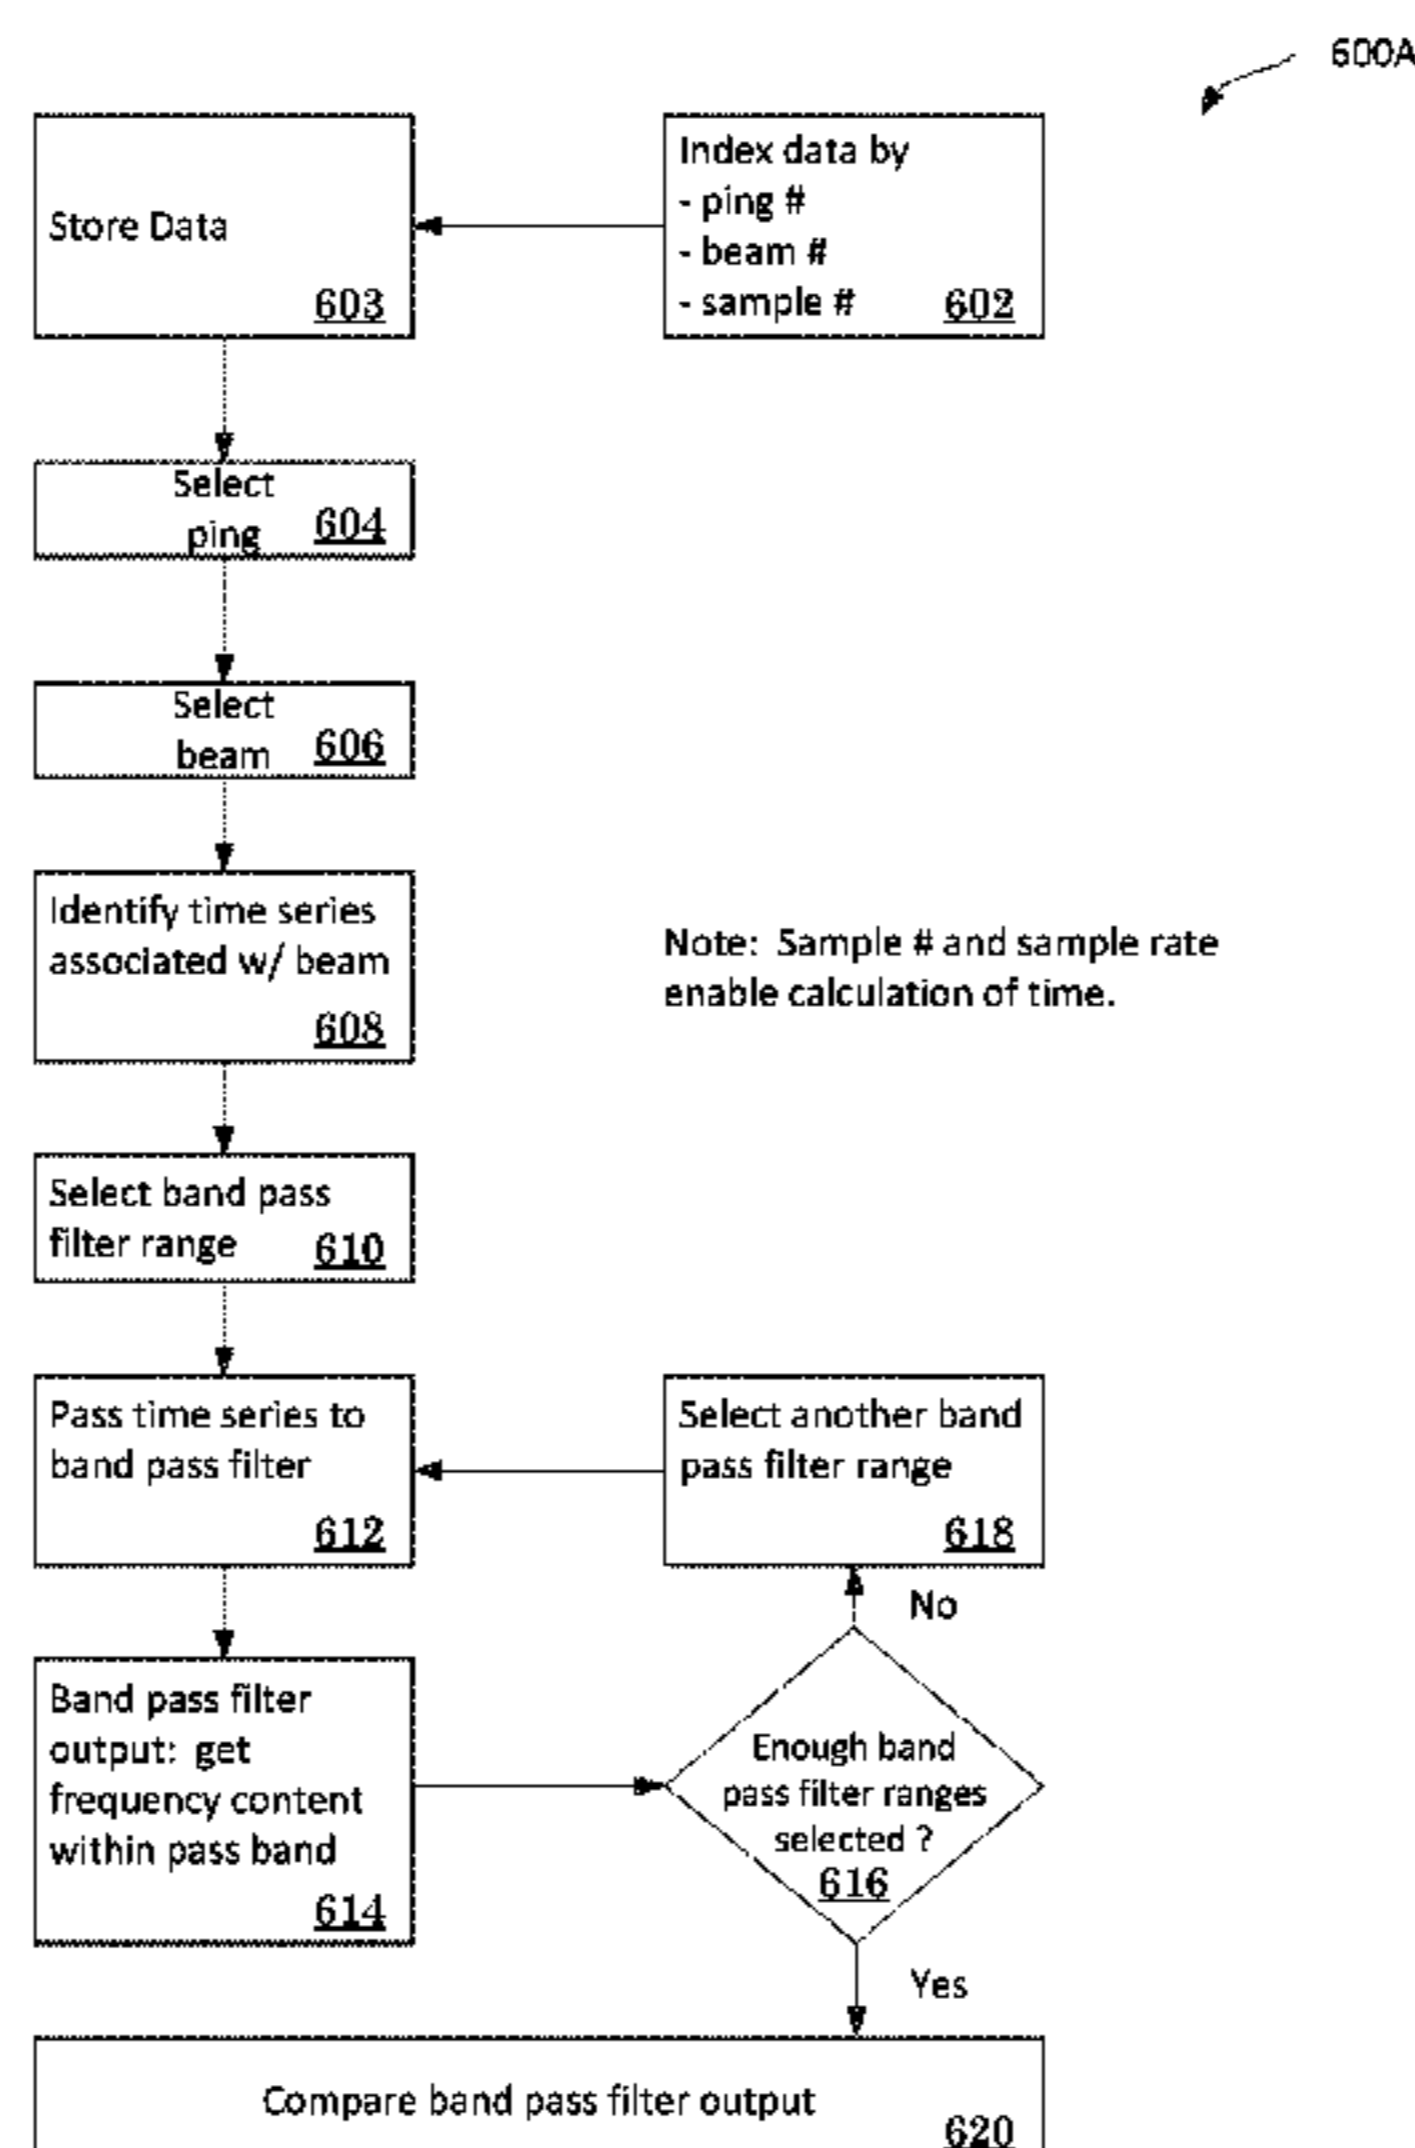 600A
Store Data
603
Index data by
- ping #
- beam #
- sample # 602
Select
ping 604
Select
beam 606
Identify time series
associated w/ beam
608
Note: Sample # and sample rate
enable calculation of time.
Select band pass
filter range 610
Pass time series to
band pass filter
612
Select another band
pass filter range
618
No
Band pass filter
output: get
frequency content
within pass band
614
Enough band
pass filter ranges
selected ?
616
Yes
Compare band pass filter output
620